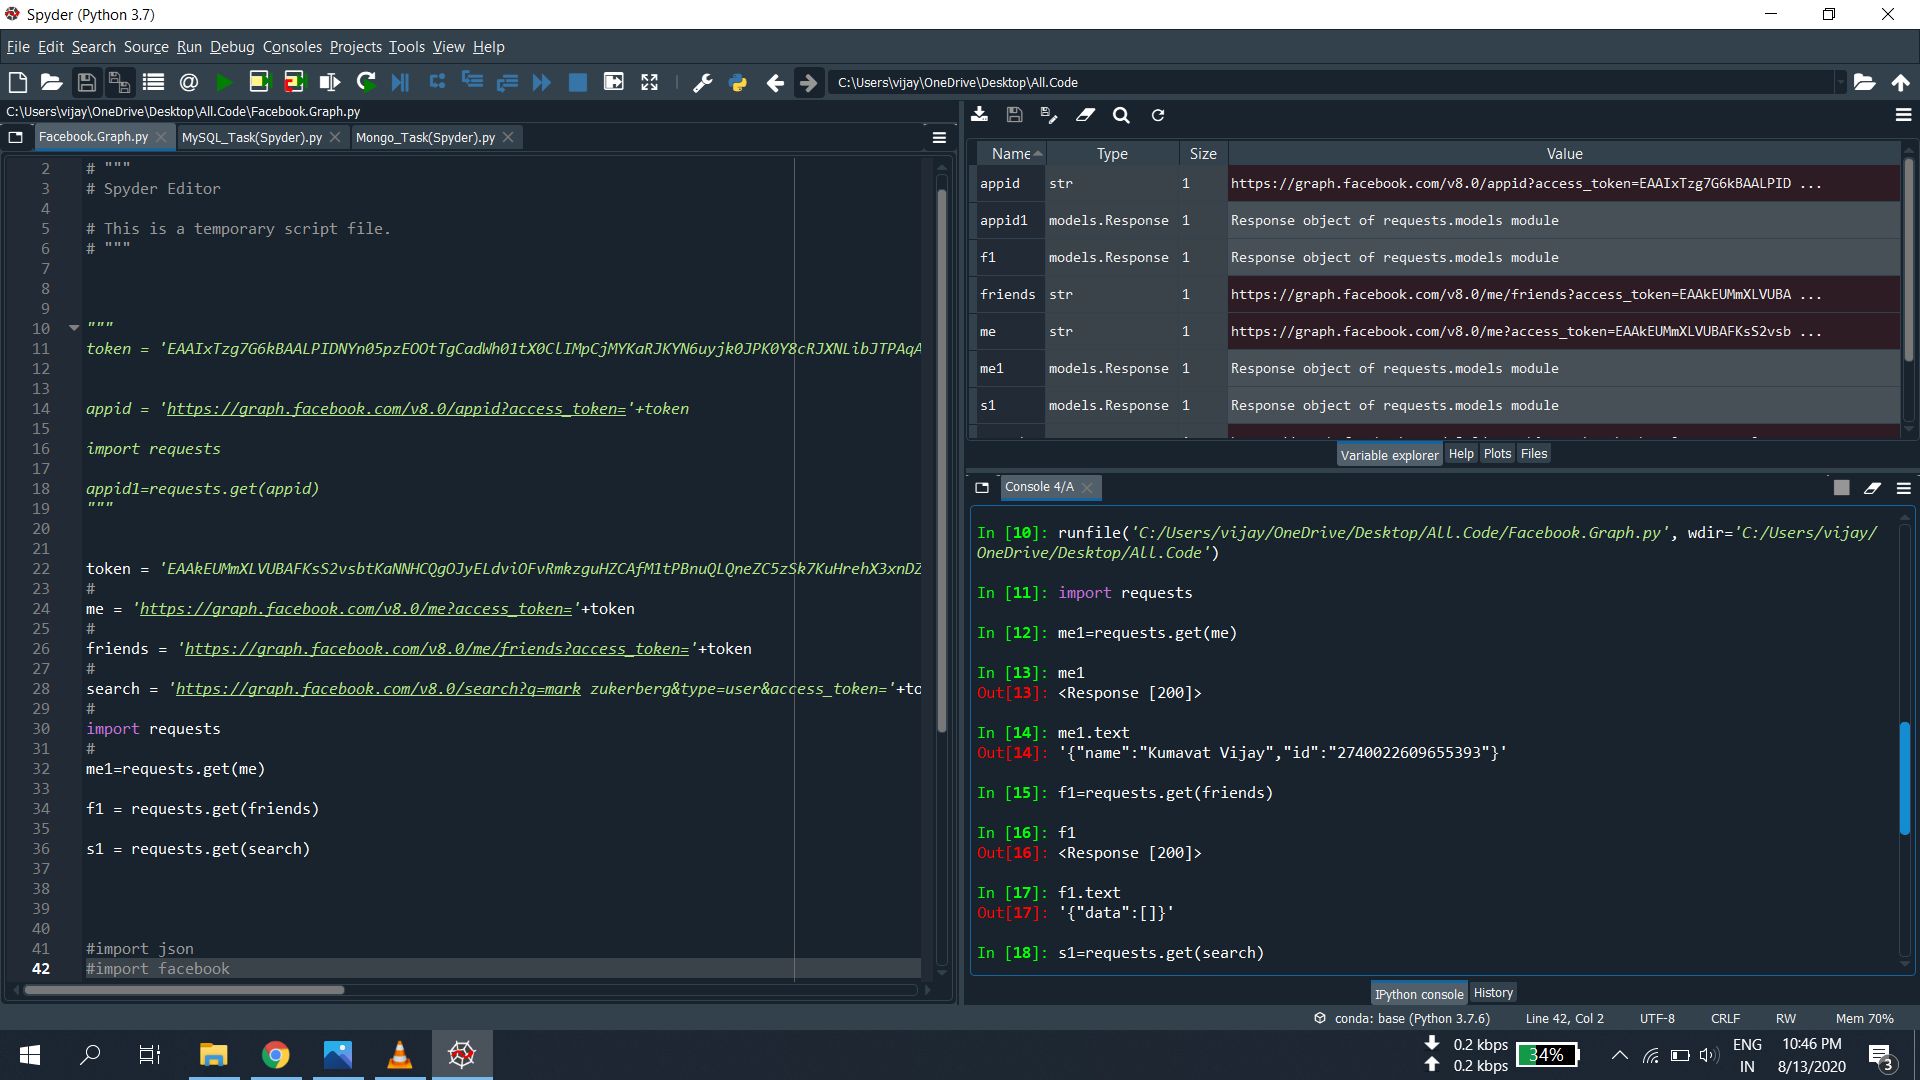 Spyder (Python 3.7)
File Edit Search Source Run Debug Consoles Projects Tools View Help
C:\Users\vijay\OneDrive\Desktop\All.Code
C:\Users\vijay\OneDrive\Desktop\All.Code\Facebook.Graph.py
Facebook.Graph.py MySQL_Task(Spyder).py Mongo_Task(Spyder).py
2 # """
3 # Spyder Editor
4
5 # This is a temporary script file.
6 # """
7
8
9
10 """
11 token = 'EAAIxTzg7G6kBAALPIDNYn05pzEOOtTgCadWh01tX0ClIMpCjMYKaRJKYN6uyjk0JPK0Y8cRJXNLibJTPAqA
12
13
14 appid = 'https://graph.facebook.com/v8.0/appid?access_token='+token
15
16 import requests
17
18 appid1=requests.get(appid)
19 """
20
21
22 token = 'EAAkEUMmXLVUBAFKsS2vsbtKaNNHCQgOJyELdviOFvRmkzguHZCAfM1tPBnuQLQneZC5zSk7KuHrehX3xnDZ
23 #
24 me = 'https://graph.facebook.com/v8.0/me?access_token='+token
25 #
26 friends = 'https://graph.facebook.com/v8.0/me/friends?access_token='+token
27 #
28 search = 'https://graph.facebook.com/v8.0/search?q=mark zukerberg&type=user&access_token='+to
29 #
30 import requests
31 #
32 me1=requests.get(me)
33
34 f1 = requests.get(friends)
35
36 s1 = requests.get(search)
37
38
39
40
41 #import json
42 #import facebook
Name Type Size Value
appid str 1 https://graph.facebook.com/v8.0/appid?access_token=EAAIxTzg7G6kBAALPID ...
appid1 models.Response 1 Response object of requests.models module
f1 models.Response 1 Response object of requests.models module
friends str 1 https://graph.facebook.com/v8.0/me/friends?access_token=EAAkEUMmXLVUBA ...
me str 1 https://graph.facebook.com/v8.0/me?access_token=EAAkEUMmXLVUBAFKsS2vsb ...
me1 models.Response 1 Response object of requests.models module
s1 models.Response 1 Response object of requests.models module
Variable explorer Help Plots Files
Console 4/A
In [10]: runfile('C:/Users/vijay/OneDrive/Desktop/All.Code/Facebook.Graph.py', wdir='C:/Users/vijay/
OneDrive/Desktop/All.Code')
In [11]: import requests
In [12]: me1=requests.get(me)
In [13]: me1
Out[13]: <Response [200]>
In [14]: me1.text
Out[14]: '{"name":"Kumavat Vijay","id":"2740022609655393"}'
In [15]: f1=requests.get(friends)
In [16]: f1
Out[16]: <Response [200]>
In [17]: f1.text
Out[17]: '{"data":[]}'
In [18]: s1=requests.get(search)
IPython console History
conda: base (Python 3.7.6) Line 42, Col 2 UTF-8 CRLF RW Mem 70%
0.2 kbps
0.2 kbps
34%
ENG
IN
10:46 PM
8/13/2020
3